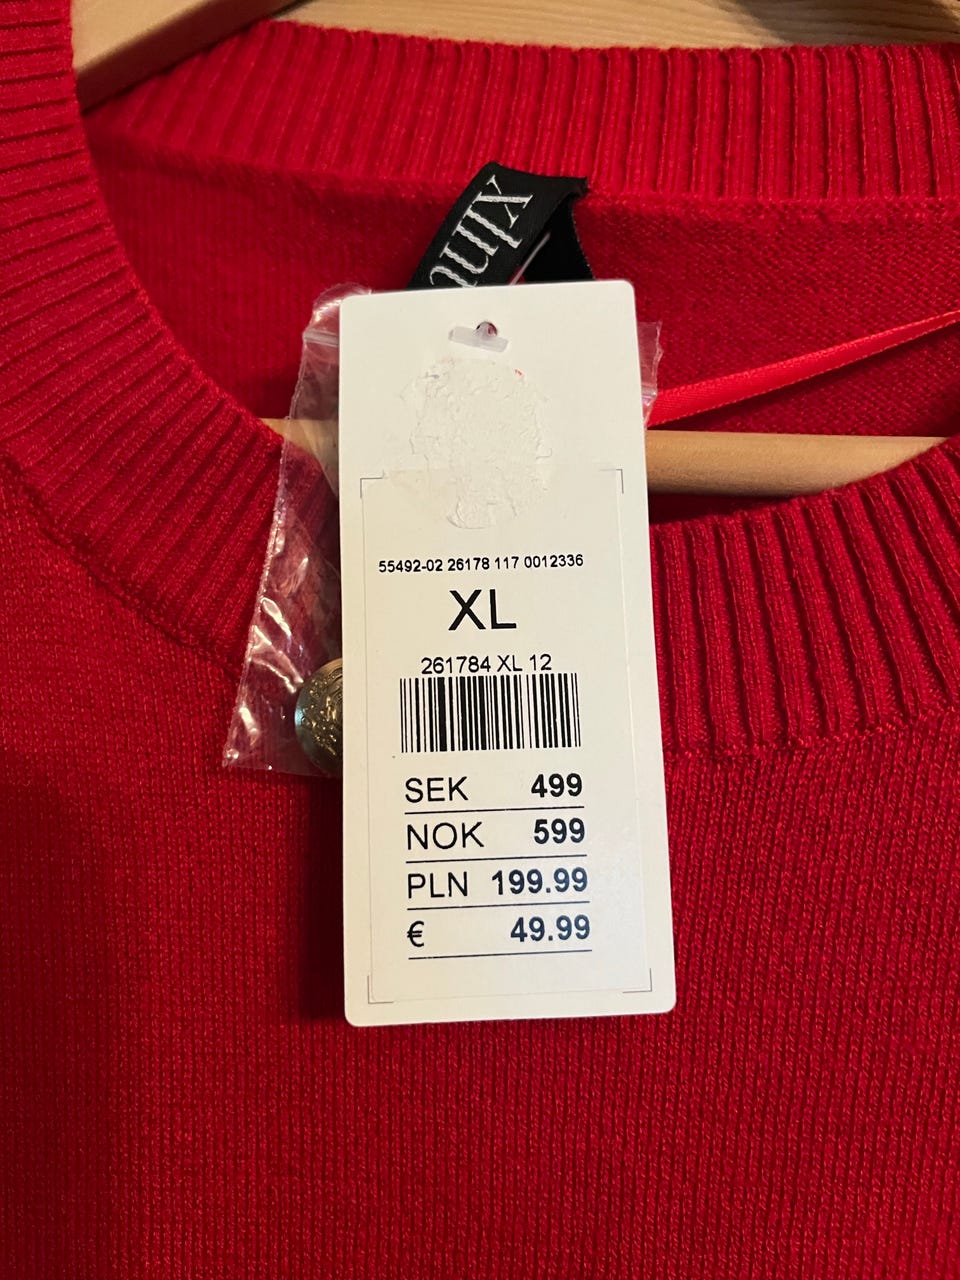 55492-02 26178 117 0012336
XL
261784 XL 12
SEK 499
NOK 599
PLN 199.99
€ 49.99